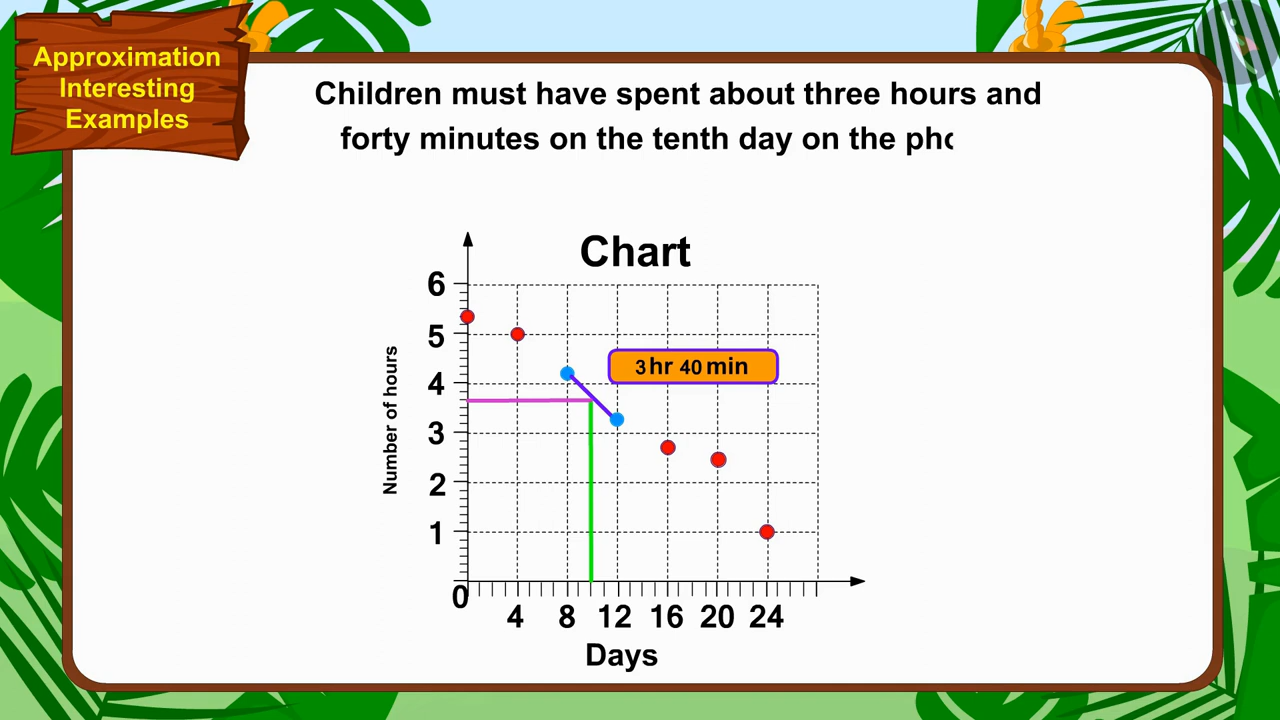 Approximation
Interesting
Examples
Children must have spent about three hours and
forty minutes on the tenth day on the
Chart
6
5
4
3
2
1
0
Number of hours
3 hr 40 min
4 8 12 16 20 24
Days